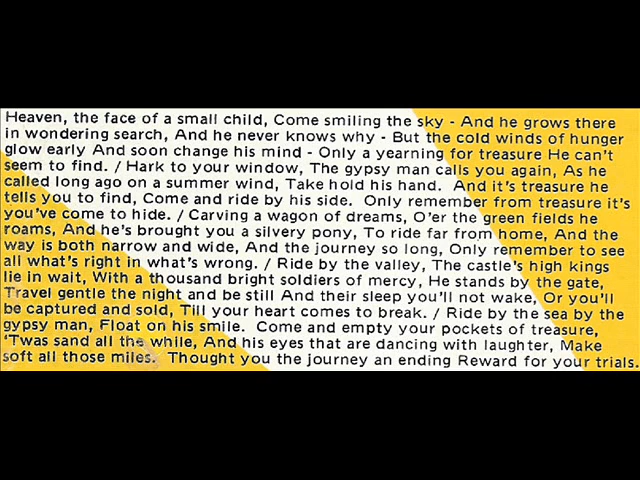 Heaven, the face of a small child, Come smiling the sky - And he grows there
in wondering search, And he never knows why - But the cold winds of hunger
glow early And soon change his mind - Only a yearning for treasure He can't
seem to find. / Hark to your window, The gypsy man calls you again, As he
called long ago on a summer wind, Take hold his hand. And it's treasure he
tells you to find, Come and ride by his side. Only remember from treasure it's
you've come to hide. / Carving a wagon of dreams, O'er the green fields he
roams, And he's brought you a silvery pony, To ride far from home, And the
way is both narrow and wide, And the journey so long, Only remember to see
all what's right in what's wrong. / Ride by the valley, The castle's high kings
lie in wait, With a thousand bright soldiers of mercy, He stands by the gate,
Travel gentle the night and be still And their sleep you'll not wake, Or you'll
be captured and sold, Till your heart comes to break. / Ride by the sea by the
gypsy man, Float on his smile. Come and empty your pockets of treasure,
'Twas sand all the while, And his eyes that are dancing with laughter, Make
soft all those miles. Thought you the journey an ending Reward for your trials.